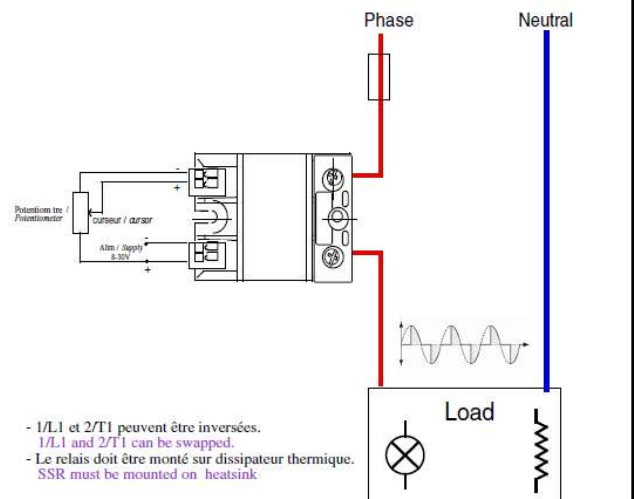 Phase
Neutral
-
+
Potentiom tre /
Potentiometer
curseur / cursor
Alim / Supply
8-30V
-
+
Load
- 1/L1 et 2/T1 peuvent être inversées.
1/L1 and 2/T1 can be swapped.
- Le relais doit être monté sur dissipateur thermique.
SSR must be mounted on heatsink